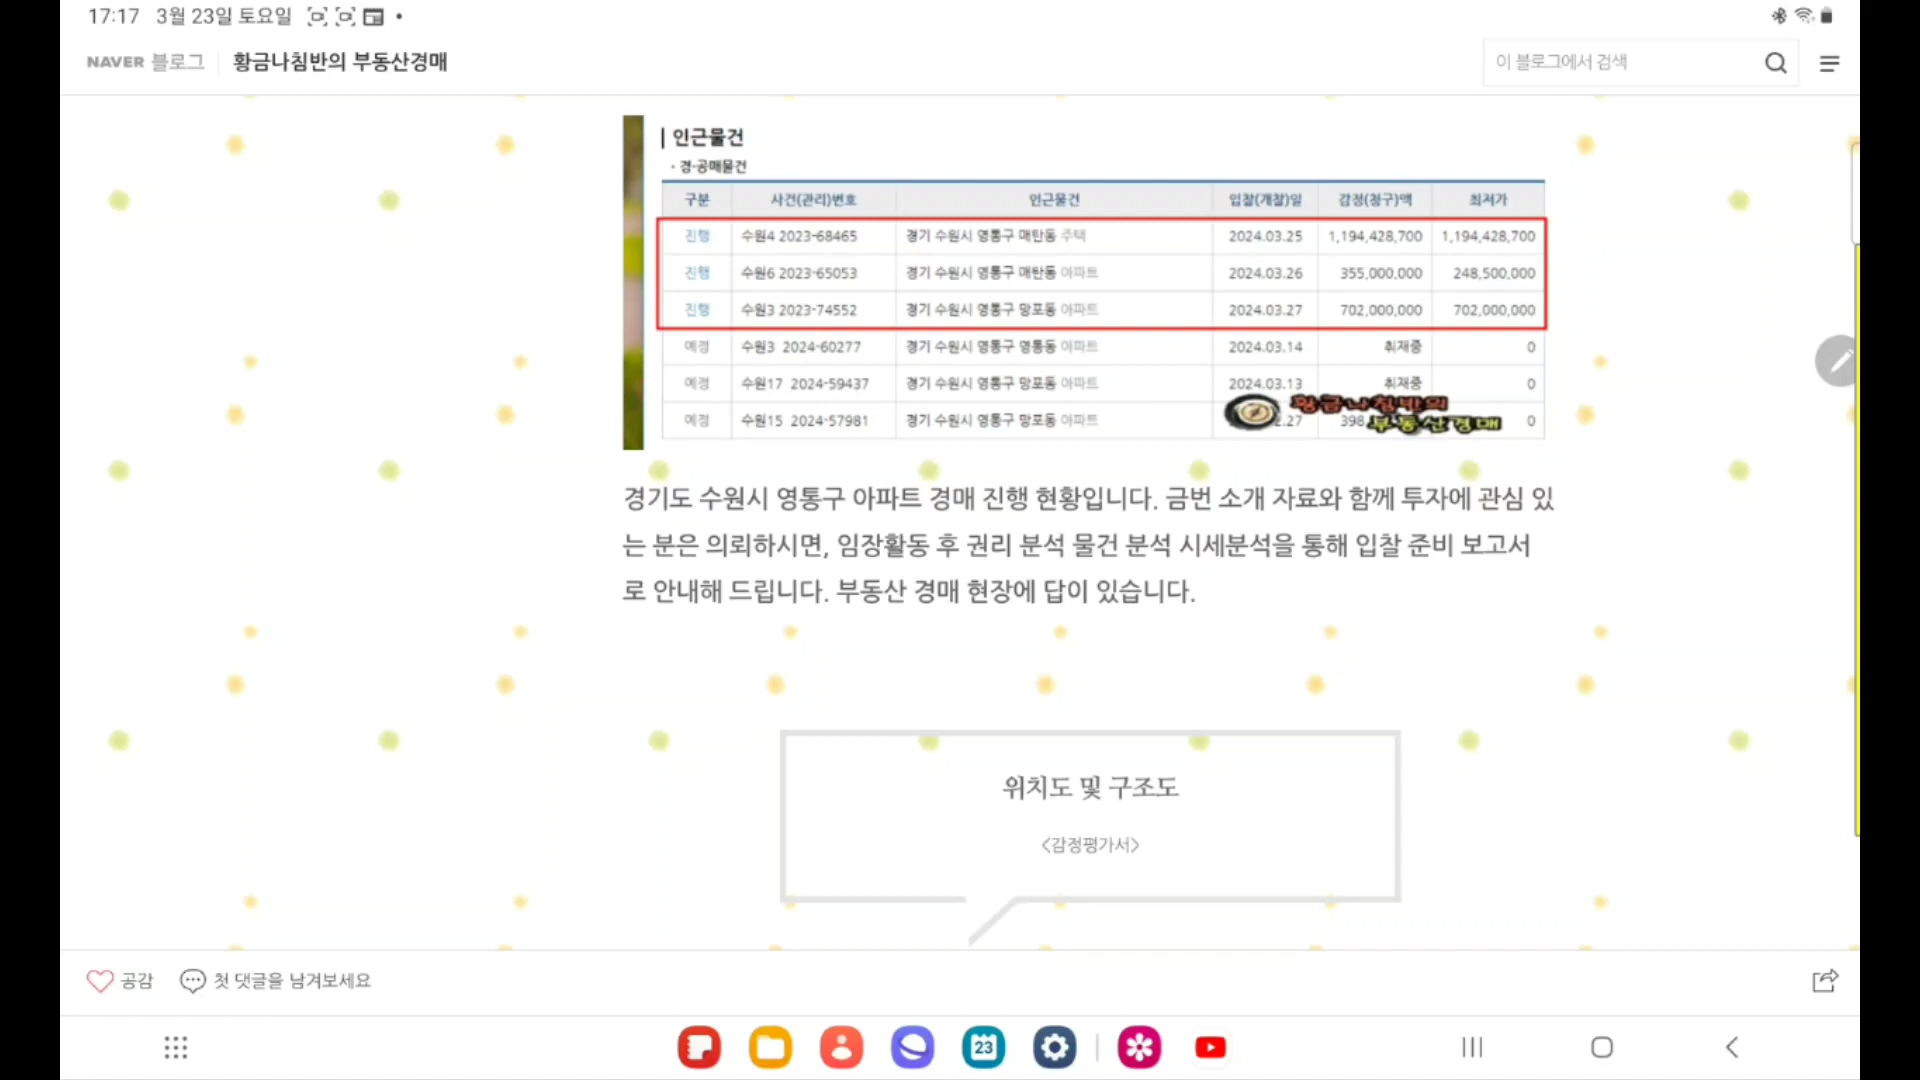 17:17 3월 23일 토요일
NAVER 블로그 황금나침반의 부동산경매
이 블로그에서 검색
인근물건
· 경·공매물건
구분 사건(관리)번호 인근물건 입찰(개찰)일 감정(청구)액 최저가
진행 수원4 2023-68465 경기 수원시 영통구 매탄동 주택 2024.03.25 1,194,428,700 1,194,428,700
진행 수원6 2023-65053 경기 수원시 영통구 매탄동 아파트 2024.03.26 355,000,000 248,500,000
진행 수원3 2023-74552 경기 수원시 영통구 망포동 아파트 2024.03.27 702,000,000 702,000,000
예정 수원3 2024-60277 경기 수원시 영통구 영통동 아파트 2024.03.14 취재중 0
예정 수원17 2024-59437 경기 수원시 영통구 망포동 아파트 2024.03.13 취재중 0
예정 수원15 2024-57981 경기 수원시 영통구 망포동 아파트 2.27 398 0
황금나침반의
부동산경매
경기도 수원시 영통구 아파트 경매 진행 현황입니다. 금번 소개 자료와 함께 투자에 관심 있
는 분은 의뢰하시면, 임장활동 후 권리 분석 물건 분석 시세분석을 통해 입찰 준비 보고서
로 안내해 드립니다. 부동산 경매 현장에 답이 있습니다.
위치도 및 구조도
<감정평가서>
공감 첫 댓글을 남겨보세요
23